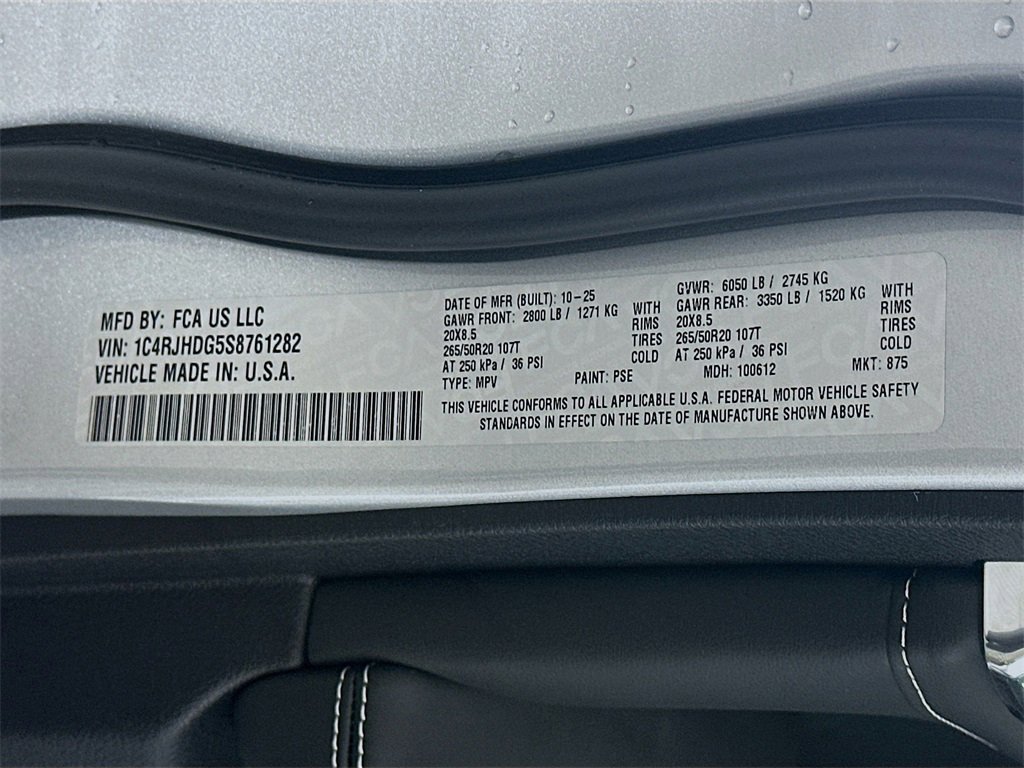 MFD BY: FCA US LLC
VIN: 1C4RJHDG5S8761282
VEHICLE MADE IN: U.S.A.
DATE OF MFR (BUILT): 10-25
GAWR FRONT: 2800 LB / 1271 KG WITH
20X8.5 RIMS
265/50R20 107T TIRES
AT 250 kPa / 36 PSI COLD
TYPE: MPV PAINT: PSE
GVWR: 6050 LB / 2745 KG
GAWR REAR: 3350 LB / 1520 KG WITH
20X8.5 RIMS
265/50R20 107T TIRES
AT 250 kPa / 36 PSI COLD
MDH: 100612 MKT: 875
THIS VEHICLE CONFORMS TO ALL APPLICABLE U.S.A. FEDERAL MOTOR VEHICLE SAFETY
STANDARDS IN EFFECT ON THE DATE OF MANUFACTURE SHOWN ABOVE.